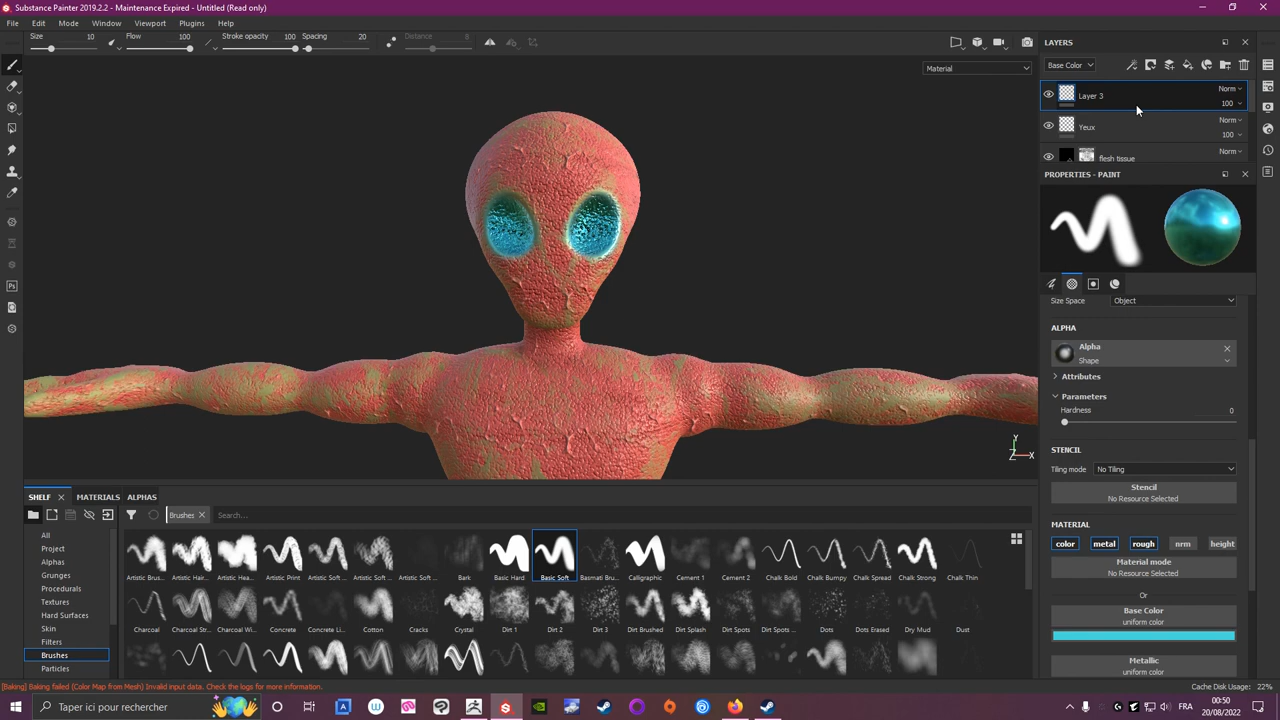 Substance Painter 2019.2.2 - Maintenance Expired - Untitled (Read only)
File Edit Mode Viewport Plugins Help
Size 10 Flow 100 Stroke opacity 100 Spacing 20 Distance 8
Material
LAYERS
Base Color
Layer 3 Norm 100
Yeux Norm 100
flesh tissue Norm
PROPERTIES - PAINT
Size Space Object
ALPHA
Alpha
Shape
Attributes
Parameters
Hardness 0
STENCIL
Tiling mode No Tiling
Stencil
No Resource Selected
MATERIAL
color metal rough nrm height
Material mode
No Resource Selected
Or
Base Color
uniform color
Metallic
uniform color
Y
Z X
SHELF MATERIALS ALPHAS
Brushes Search...
All
Project
Alphas
Grunges
Procedurals
Textures
Hard Surfaces
Skin
Filters
Brushes
Particles
Artistic Brus... Artistic Hair... Artistic Hea... Artistic Print Artistic Soft ... Artistic Soft ... Artistic Soft ... Bark Basic Hard Basic Soft Basmati Bru... Calligraphic Cement 1 Cement 2 Chalk Bold Chalk Bumpy Chalk Spread Chalk Strong Chalk Thin
Charcoal Charcoal Str... Charcoal Wi... Concrete Concrete Li... Cotton Cracks Crystal Dirt 1 Dirt 2 Dirt 3 Dirt Brushed Dirt Splash Dirt Spots Dirt Spots ... Dots Dots Erased Dry Mud Dust
[Baking] Baking failed (Color Map from Mesh) Invalid input data. Check the logs for more information.
Cache Disk Usage: 22%
Taper ici pour rechercher
FRA
00:50
20/08/2022